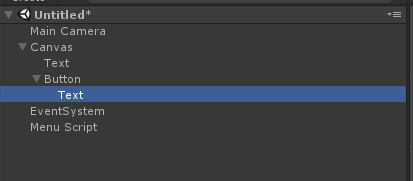 Untitled*
Main Camera
Canvas
Text
Button
Text
EventSystem
Menu Script